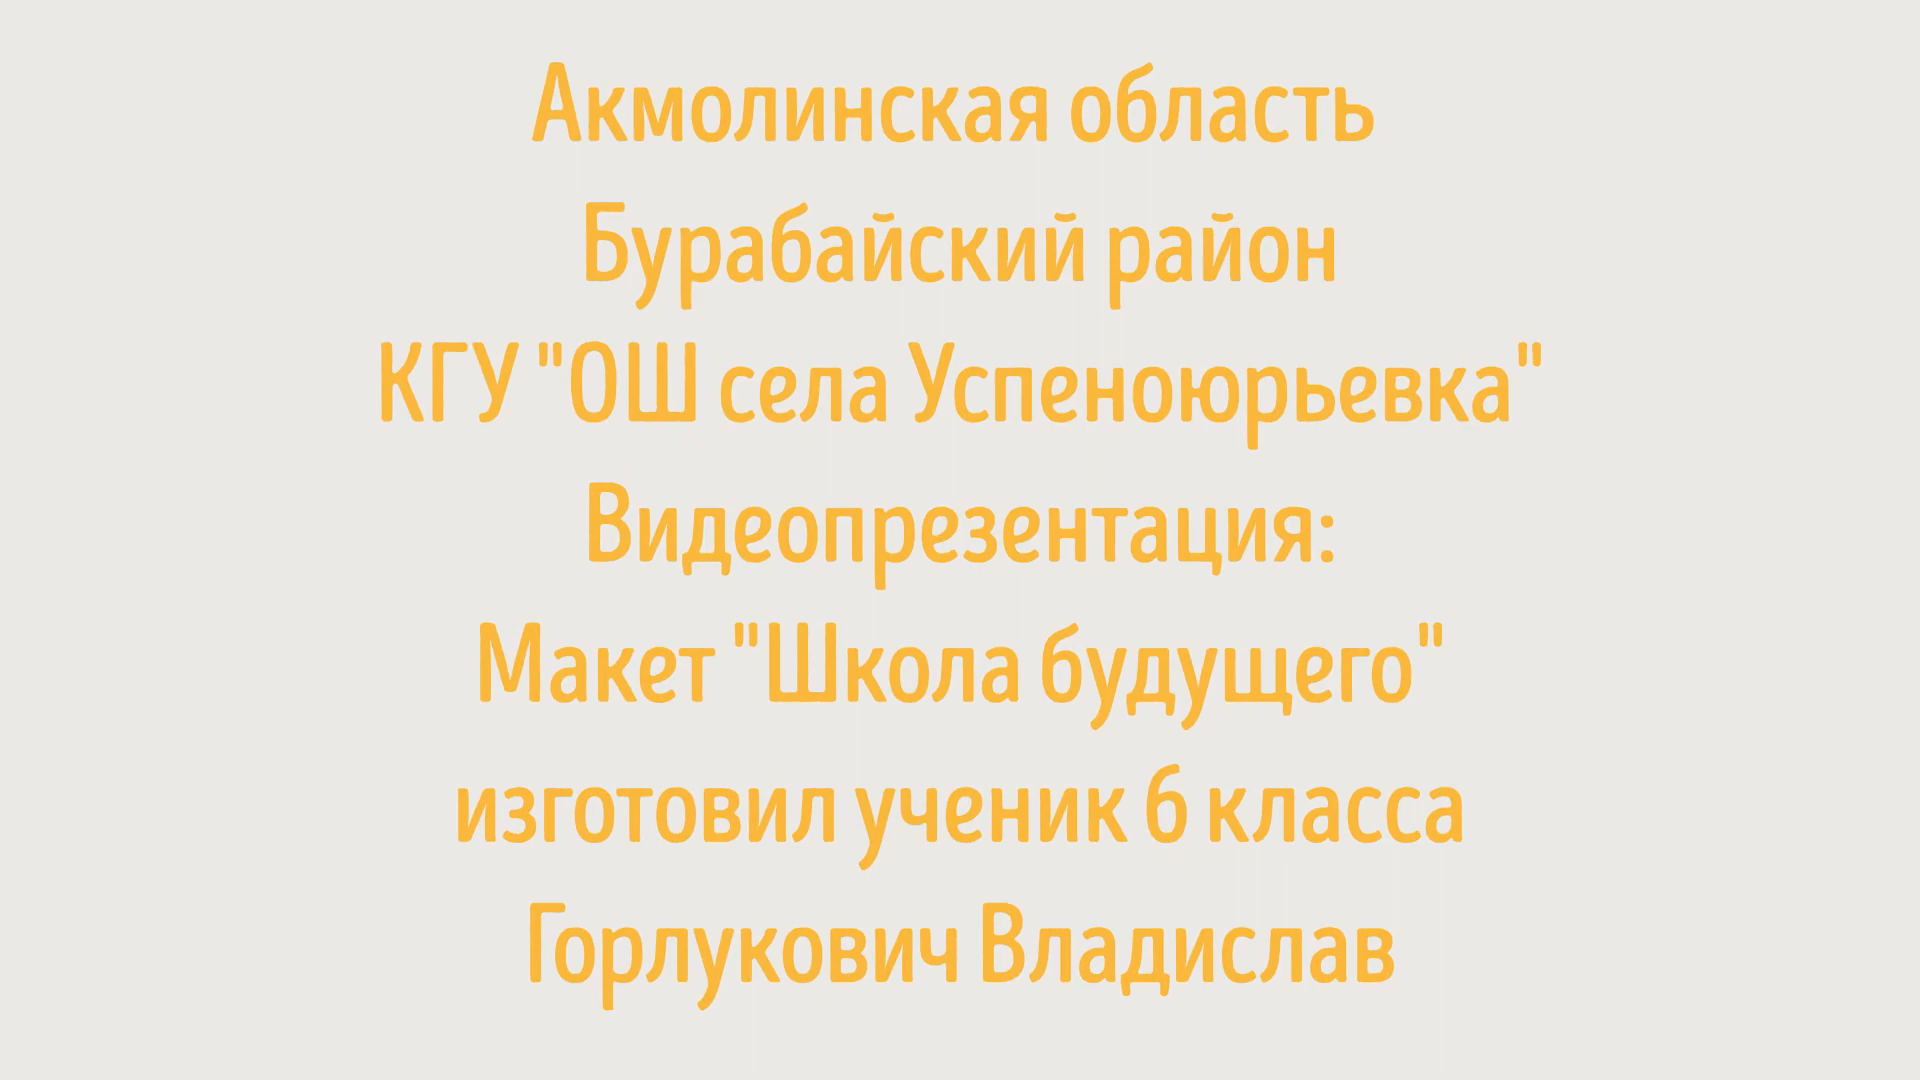 Акмолинская область
Бурабайский район
КГУ "ОШ села Успеноюрьевка"
Видеопрезентация:
Макет "Школа будущего"
изготовил ученик 6 класса
Горлукович Владислав